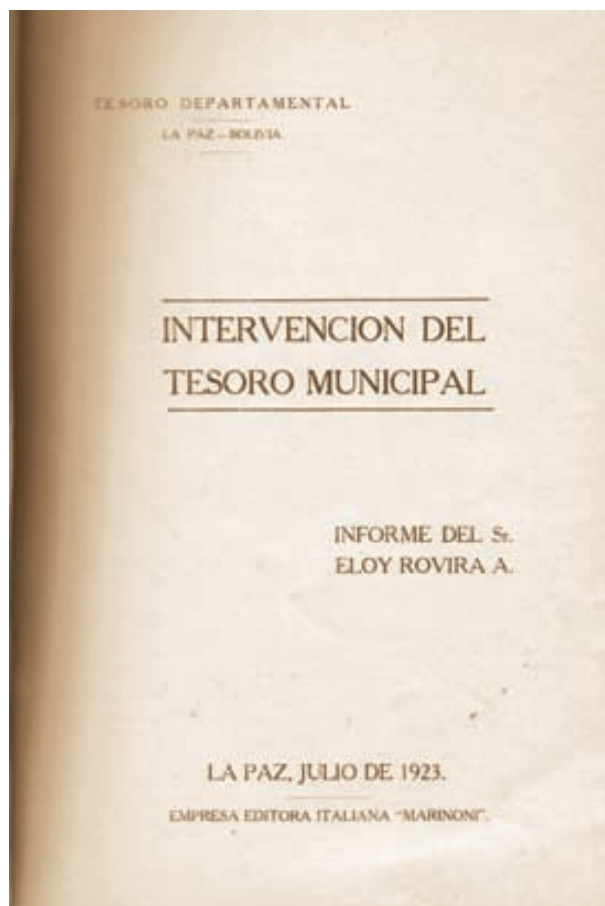 TESORO DEPARTAMENTAL
LA PAZ - BOLIVIA
INTERVENCION DEL
TESORO MUNICIPAL
INFORME DEL Sr.
ELOY ROVIRA A.
LA PAZ, JULIO DE 1923.
EMPRESA EDITORA ITALIANA "MARINONI".